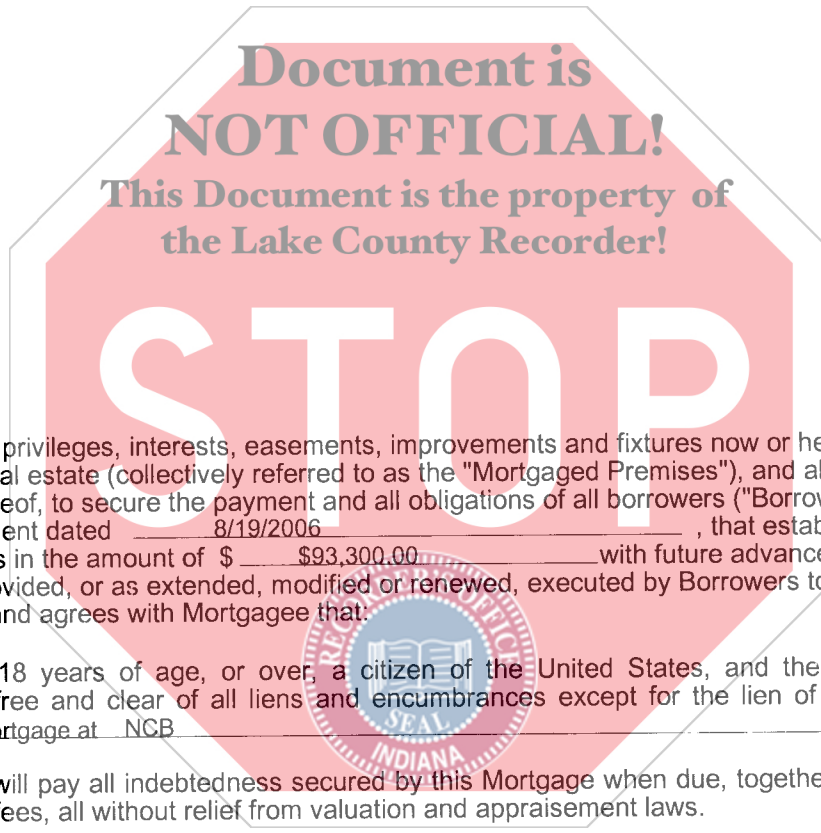 Document is
NOT OFFICIAL!
This Document is the property of
the Lake County Recorder!
STOP
privileges, interests, easements, improvements and fixtures now or he
al estate (collectively referred to as the "Mortgaged Premises"), and al
eof, to secure the payment and all obligations of all borrowers ("Borrow
ent dated 8/19/2006 , that estab
s in the amount of $ $93,300.00 with future advance
vided, or as extended, modified or renewed, executed by Borrowers to
nd agrees with Mortgagee that:
RECORDER OFFICE
18 years of age, or over, a citizen of the United States, and the
ree and clear of all liens and encumbrances except for the lien of
rtgage at NCB
SEAL
INDIANA
will pay all indebtedness secured by this Mortgage when due, togethe
ees, all without relief from valuation and appraisement laws.